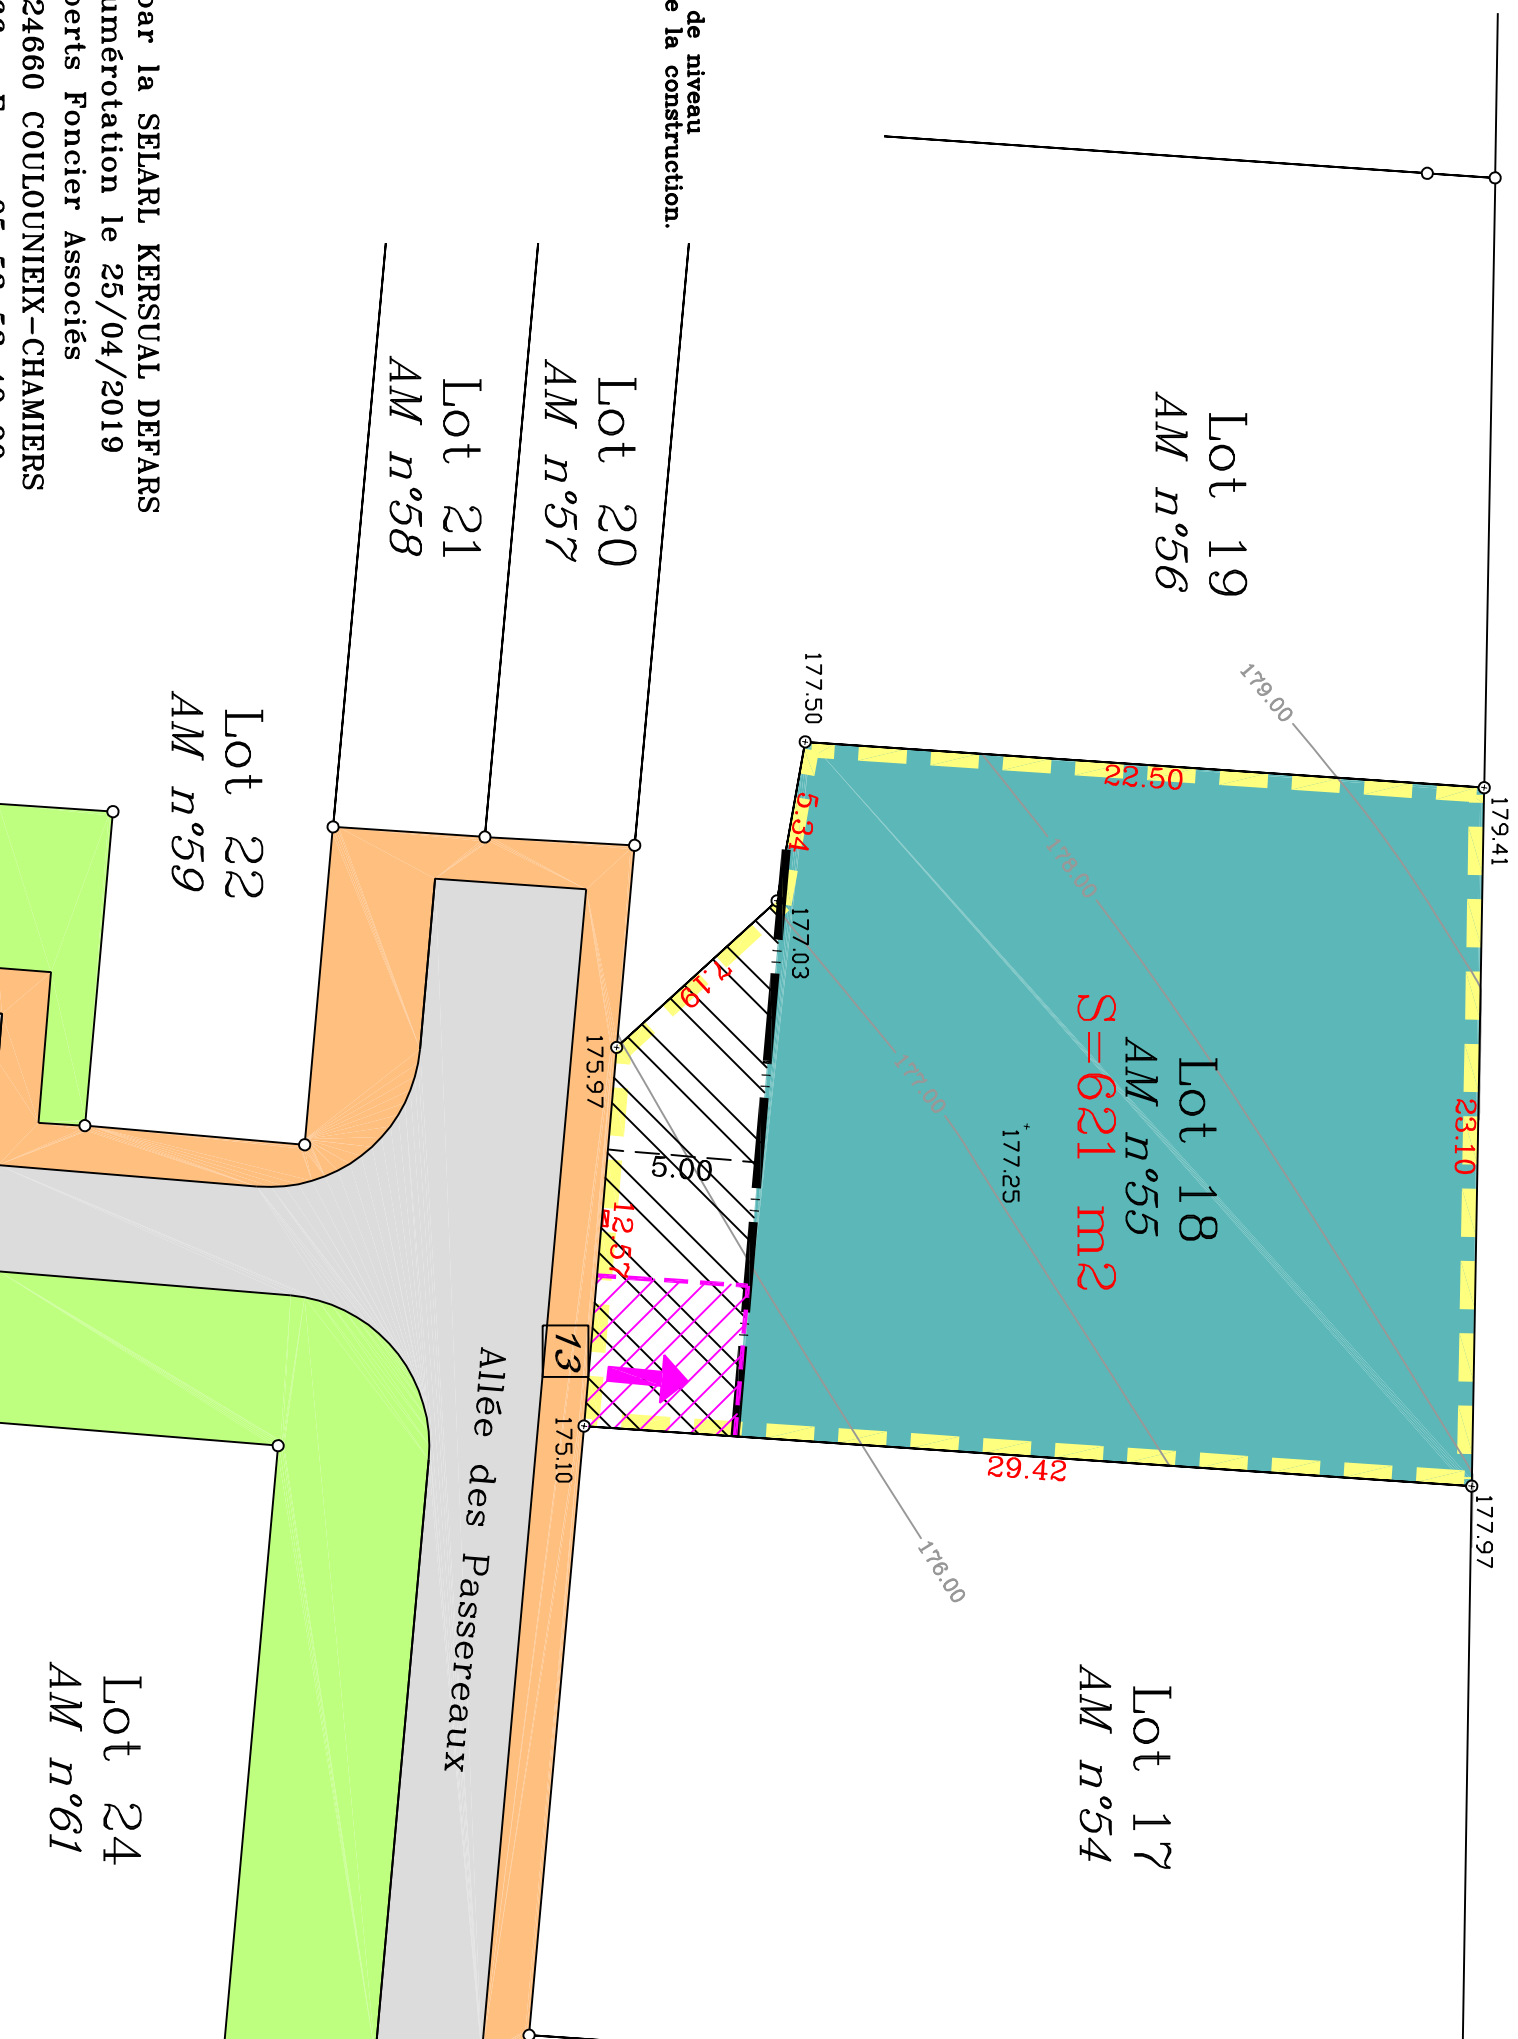 de niveau
e la construction.
par la SELARL KERSUAL DEFARS
umérotation le 25/04/2019
perts Foncier Associés
24660 COULOUNIEIX-CHAMIERS
Lot 19
AM n°56
Lot 20
AM n°57
Lot 21
AM n°58
Lot 22
AM n°59
179.00
178.00
177.00
176.00
177.50
179.41
22.50
5.34
177.03
7.19
175.97
5.00
12.57
Lot 18
AM n°55
S=621 m2
177.25
23.10
29.42
177.97
175.10
13
Allée des Passereaux
Lot 17
AM n°54
Lot 24
AM n°61